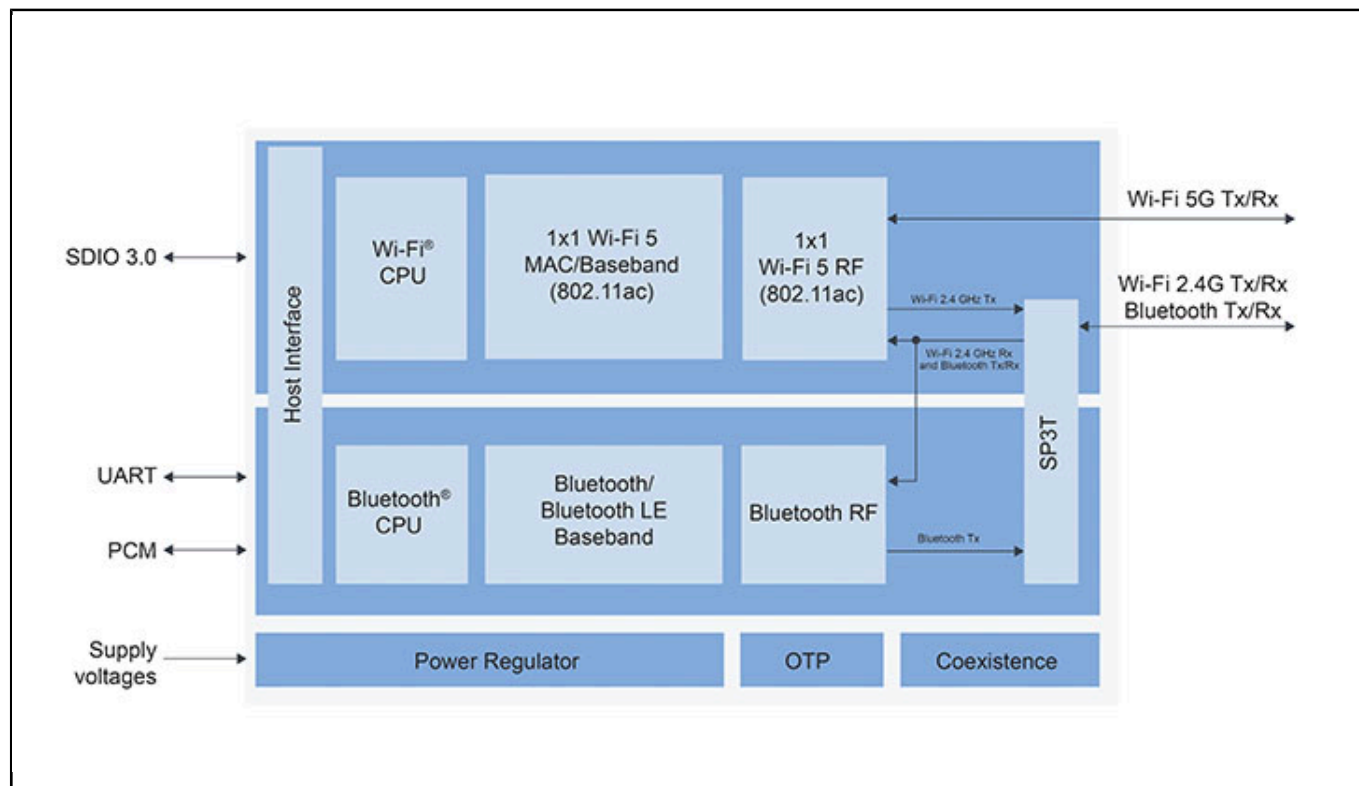 Wi-Fi 5G Tx/Rx
SDIO 3.0
Host Interface
Wi-Fi®
CPU
1x1 Wi-Fi 5
MAC/Baseband
(802.11ac)
1x1
Wi-Fi 5 RF
(802.11ac)
Wi-Fi 2.4 GHz Tx
Wi-Fi 2.4G Tx/Rx
Bluetooth Tx/Rx
Wi-Fi 2.4 GHz Rx
and Bluetooth Tx/Rx
SP3T
UART
PCM
Bluetooth®
CPU
Bluetooth/
Bluetooth LE
Baseband
Bluetooth RF
Bluetooth Tx
Supply
voltages
Power Regulator
OTP
Coexistence